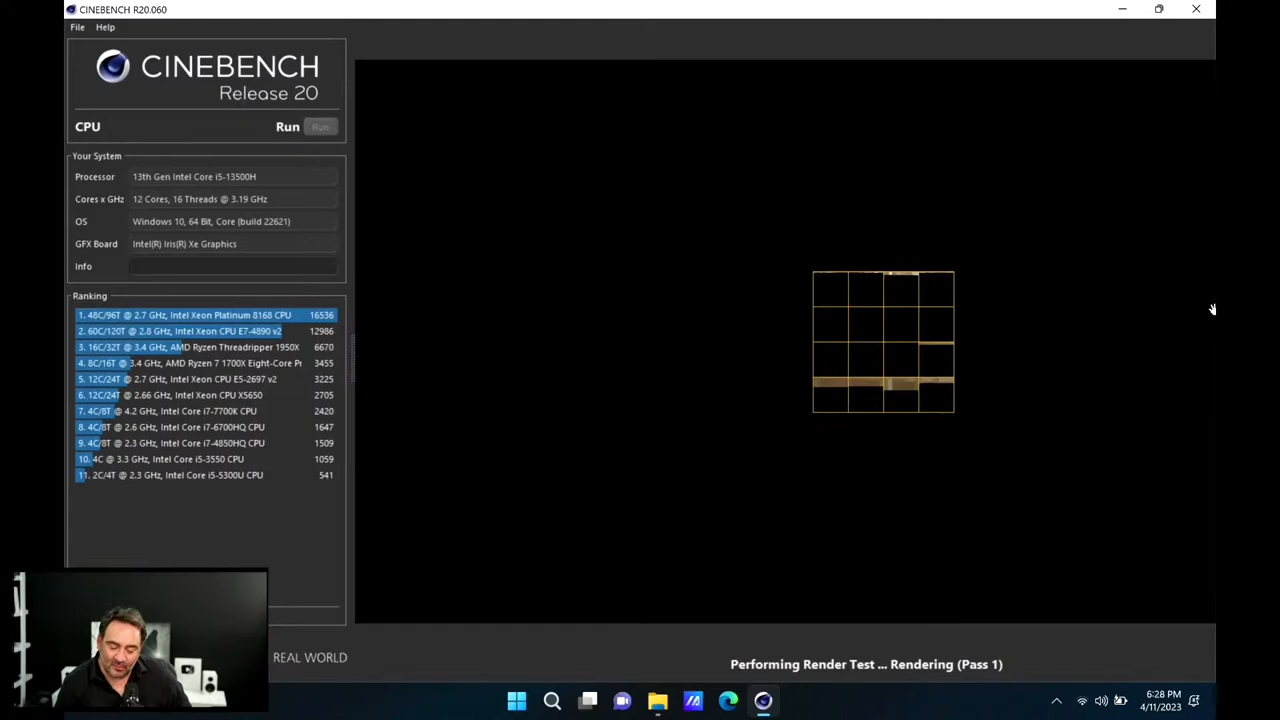 CINEBENCH R20.060
File Help
CINEBENCH
Release 20
CPU Run Run
Your System
Processor 13th Gen Intel Core i5-13500H
Cores x GHz 12 Cores, 16 Threads @ 3.19 GHz
OS Windows 10, 64 Bit, Core (build 22621)
GFX Board Intel(R) Iris(R) Xe Graphics
Info
Ranking
1. 48C/96T @ 2.7 GHz, Intel Xeon Platinum 8168 CPU 16536
2. 60C/120T @ 2.8 GHz, Intel Xeon CPU E7-4890 v2 12986
3. 16C/32T @ 3.4 GHz, AMD Ryzen Threadripper 1950X 6670
4. 8C/16T @ 3.4 GHz, AMD Ryzen 7 1700X Eight-Core Pr 3455
5. 12C/24T @ 2.7 GHz, Intel Xeon CPU E5-2697 v2 3225
6. 12C/24T @ 2.66 GHz, Intel Xeon CPU X5650 2705
7. 4C/8T @ 4.2 GHz, Intel Core i7-7700K CPU 2420
8. 4C/8T @ 2.6 GHz, Intel Core i7-6700HQ CPU 1647
9. 4C/8T @ 2.3 GHz, Intel Core i7-4850HQ CPU 1509
10. 4C @ 3.3 GHz, Intel Core i5-3550 CPU 1059
11. 2C/4T @ 2.3 GHz, Intel Core i5-5300U CPU 541
REAL WORLD
Performing Render Test ... Rendering (Pass 1)
6:28 PM
4/11/2023